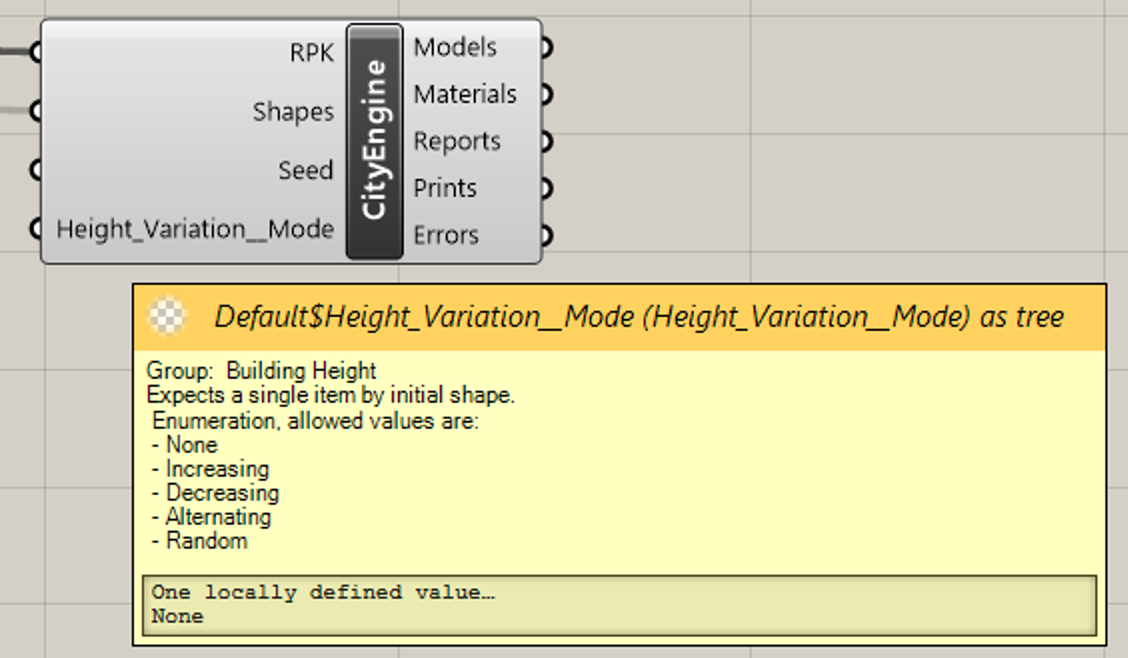 RPK
Shapes
Seed
Height_Variation__Mode
CityEngine
Models
Materials
Reports
Prints
Errors
Default$Height_Variation__Mode (Height_Variation__Mode) as tree
Group:  Building Height
Expects a single item by initial shape.
Enumeration, allowed values are:
- None
- Increasing
- Decreasing
- Alternating
- Random
One locally defined value…
None